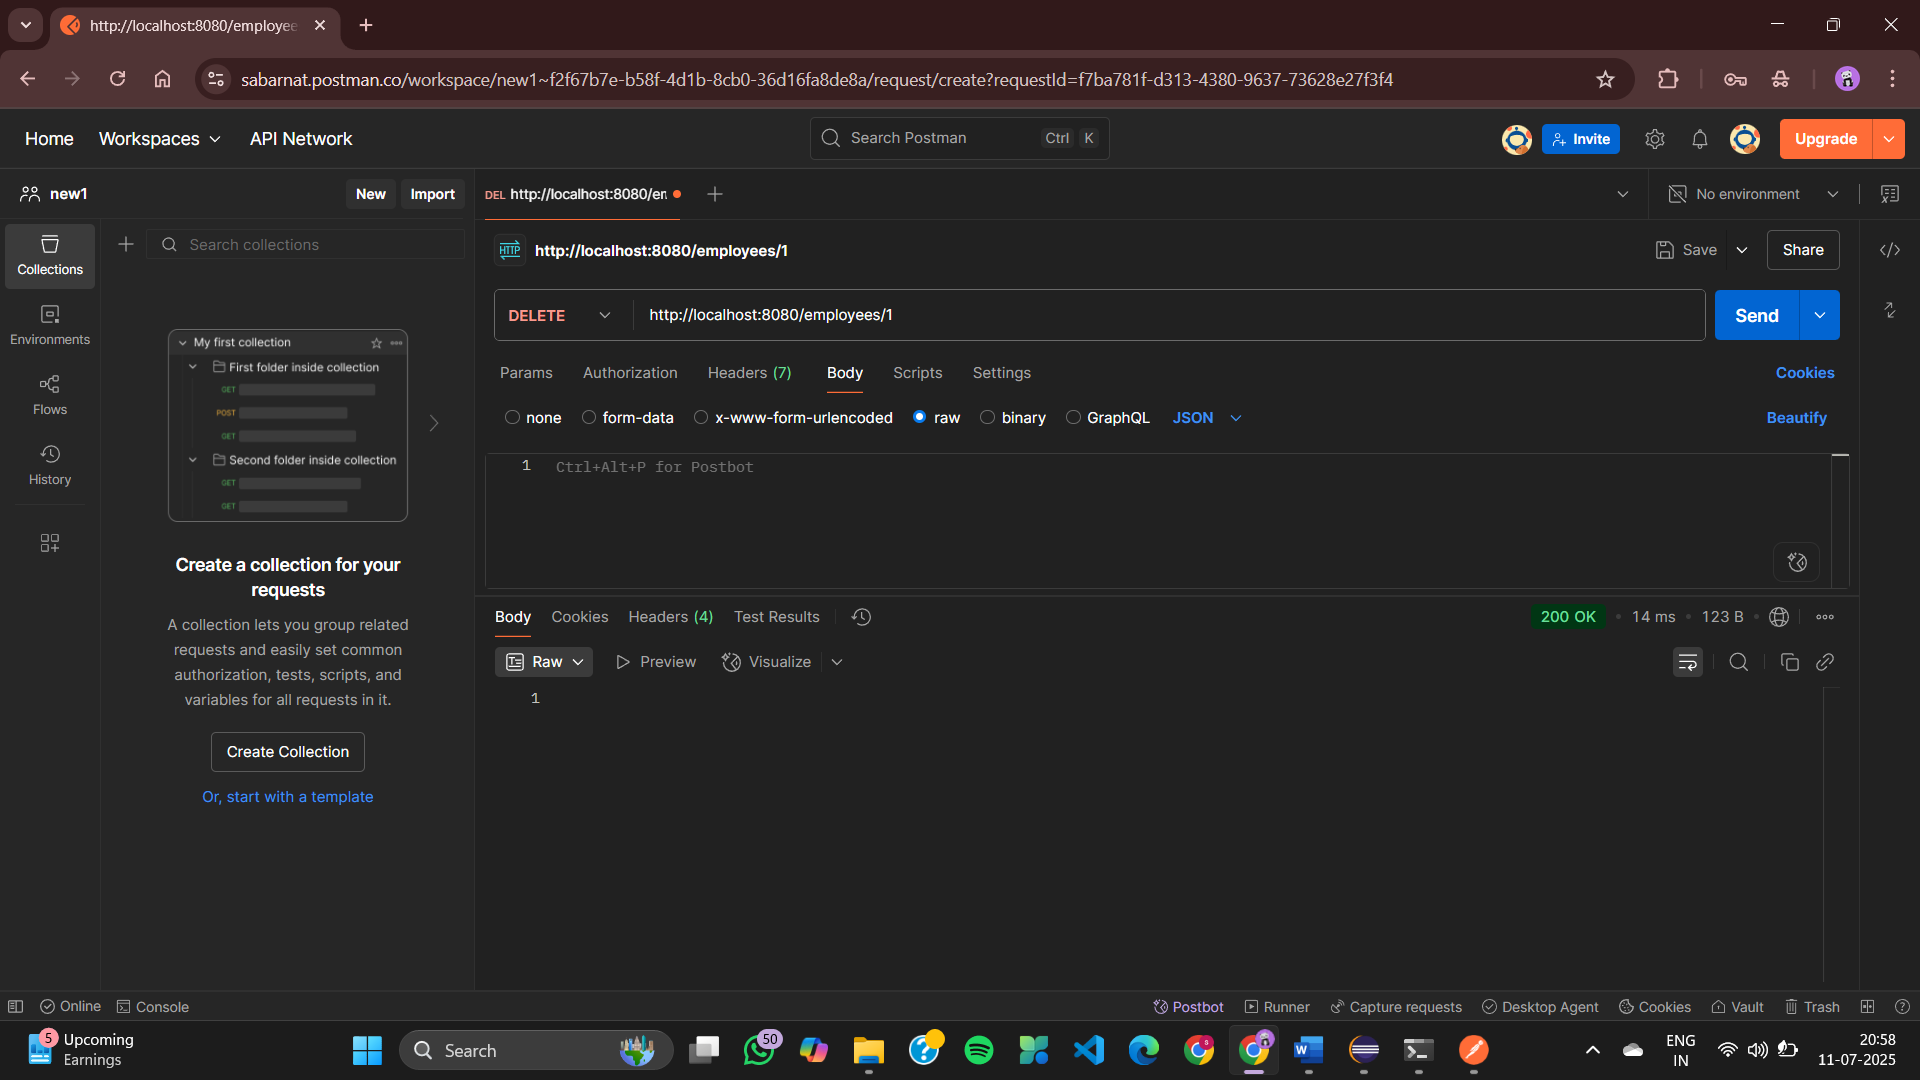 http://localhost:8080/employee
sabarnat.postman.co/workspace/new1~f2f67b7e-b58f-4d1b-8cb0-36d16fa8de8a/request/create?requestId=f7ba781f-d313-4380-9637-73628e27f3f4
Home Workspaces API Network Search Postman Ctrl K Invite Upgrade
new1 New Import DEL http://localhost:8080/en No environment
Search collections
HTTP http://localhost:8080/employees/1 Save Share
Collections
Environments
Flows
History
My first collection
First folder inside collection
GET
POST
GET
Second folder inside collection
GET
GET
Create a collection for your
requests
A collection lets you group related
requests and easily set common
authorization, tests, scripts, and
variables for all requests in it.
Create Collection
Or, start with a template
DELETE http://localhost:8080/employees/1 Send
Params Authorization Headers (7) Body Scripts Settings Cookies
none form-data x-www-form-urlencoded raw binary GraphQL JSON Beautify
1 Ctrl+Alt+P for Postbot
Body Cookies Headers (4) Test Results 200 OK 14 ms 123 B
Raw Preview Visualize
1
Online Console Postbot Runner Capture requests Desktop Agent Cookies Vault Trash
5 Upcoming
Earnings
Search
50
8
ENG
IN
20:58
11-07-2025